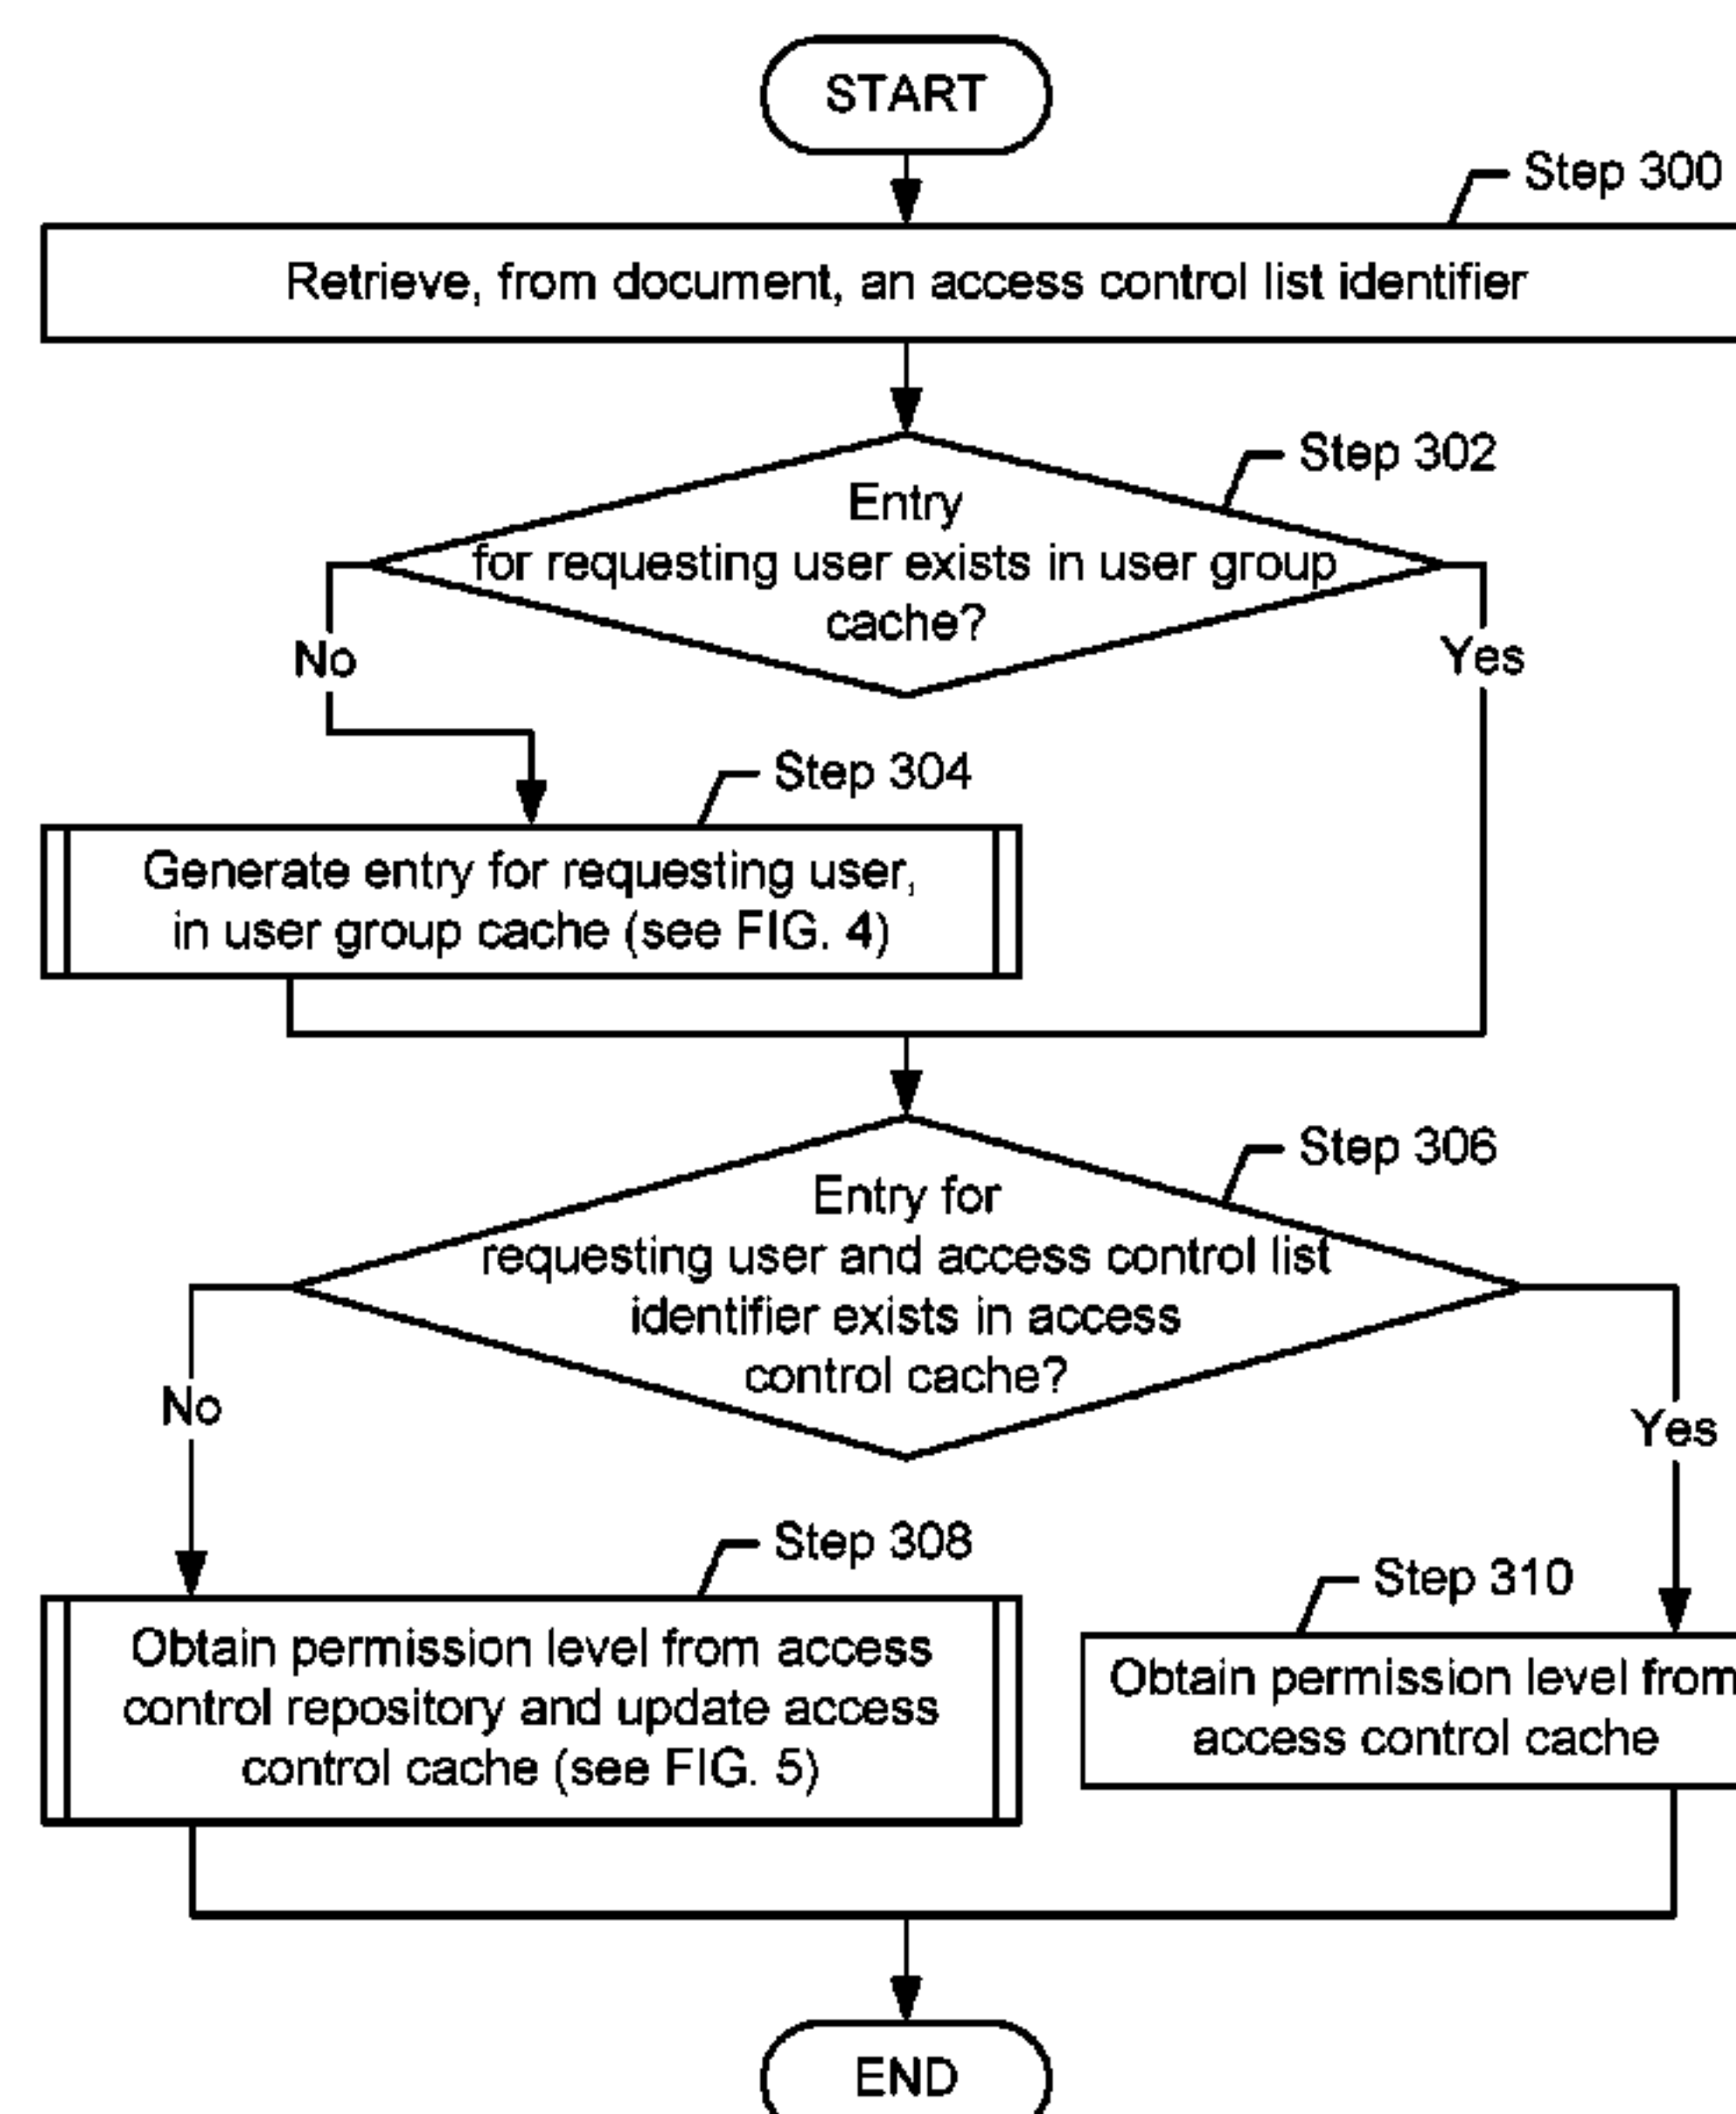 START
Step 300
Retrieve, from document, an access control list identifier
Step 302
Entry
for requesting user exists in user group
cache?
No
Yes
Step 304
Generate entry for requesting user,
in user group cache (see FIG. 4)
Step 306
Entry for
requesting user and access control list
identifier exists in access
control cache?
No
Yes
Step 308
Step 310
Obtain permission level from access
control repository and update access
control cache (see FIG. 5)
Obtain permission level from
access control cache
END